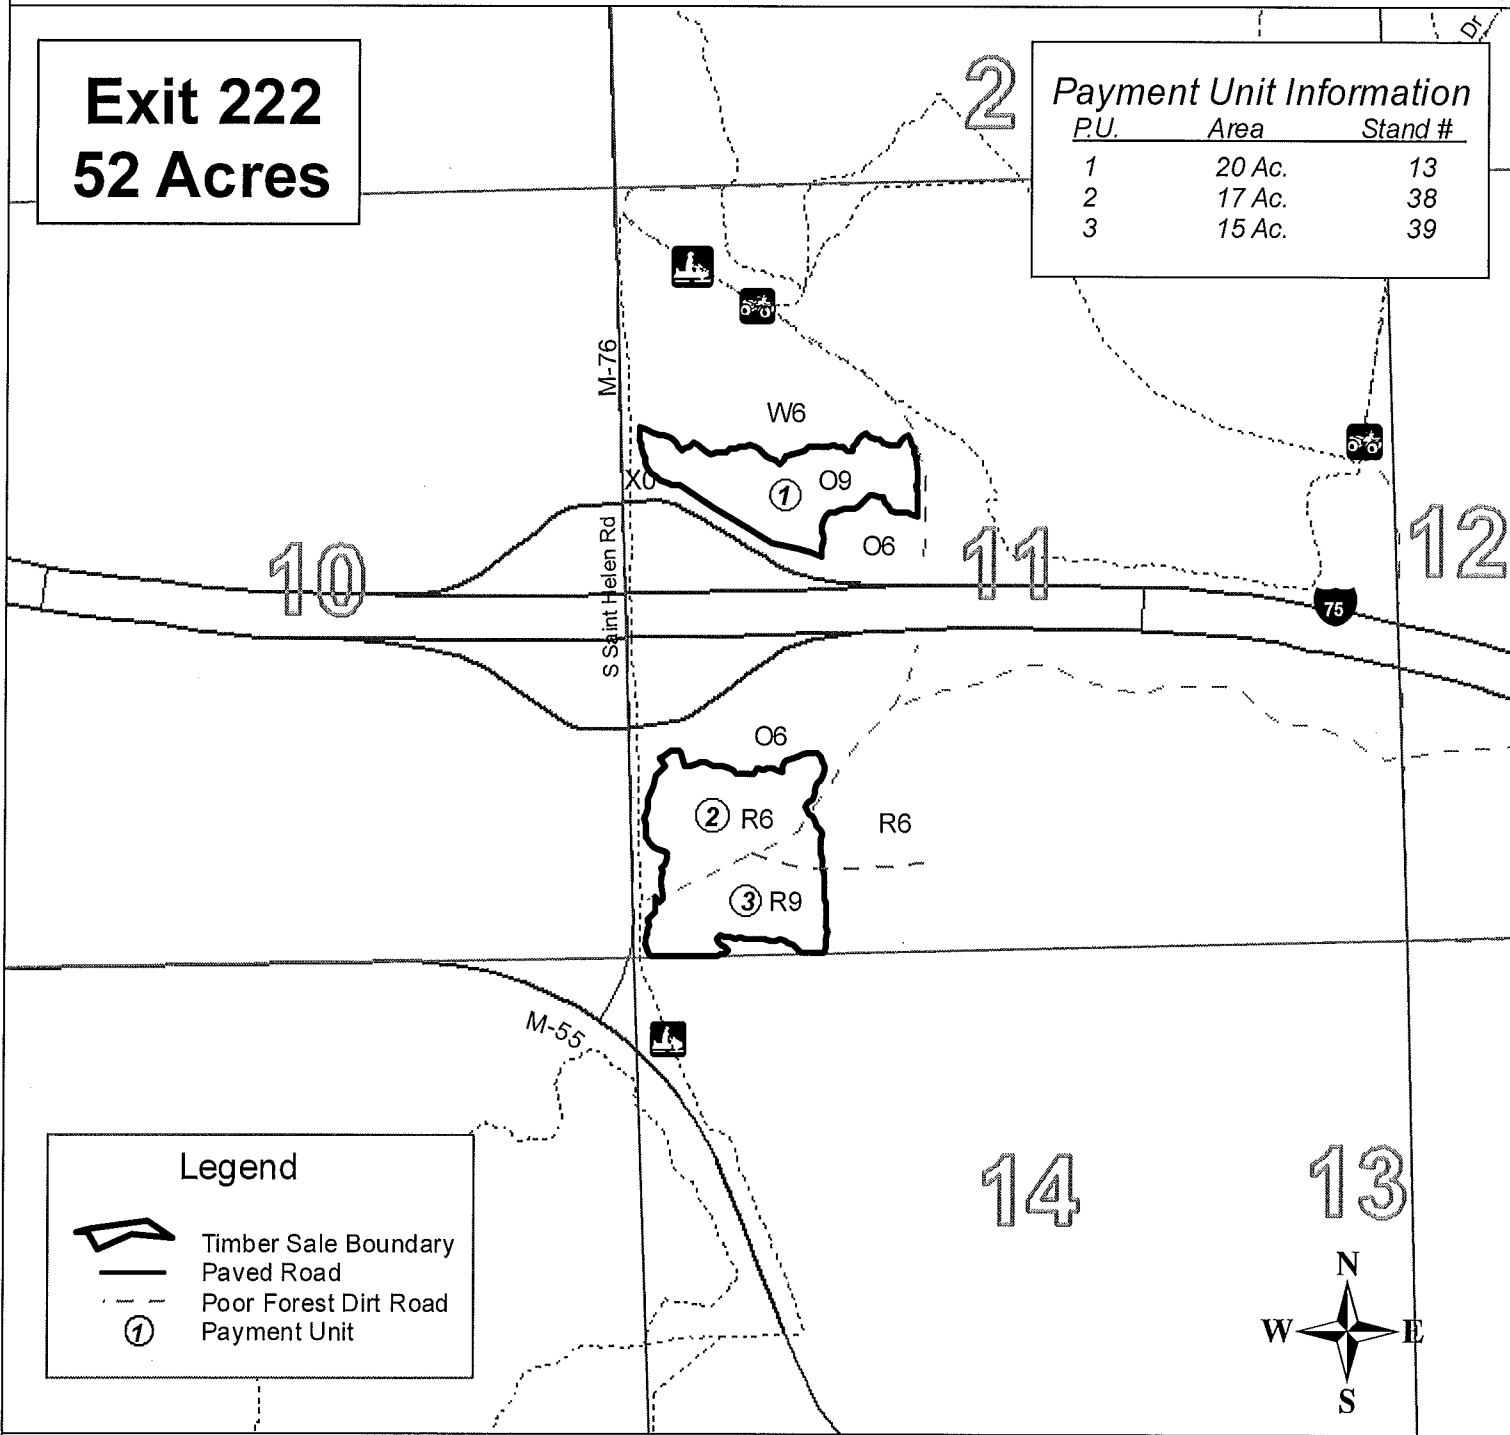 Exit 222
52 Acres
Dr
2
Payment Unit Information
P.U. Area Stand #
1 20 Ac. 13
2 17 Ac. 38
3 15 Ac. 39
M-76
W6
X0
1 O9
O6
S Saint Helen Rd
10
11
12
75
O6
2 R6
R6
3 R9
M-55
14
13
Legend
Timber Sale Boundary
Paved Road
Poor Forest Dirt Road
1 Payment Unit
N
W E
S